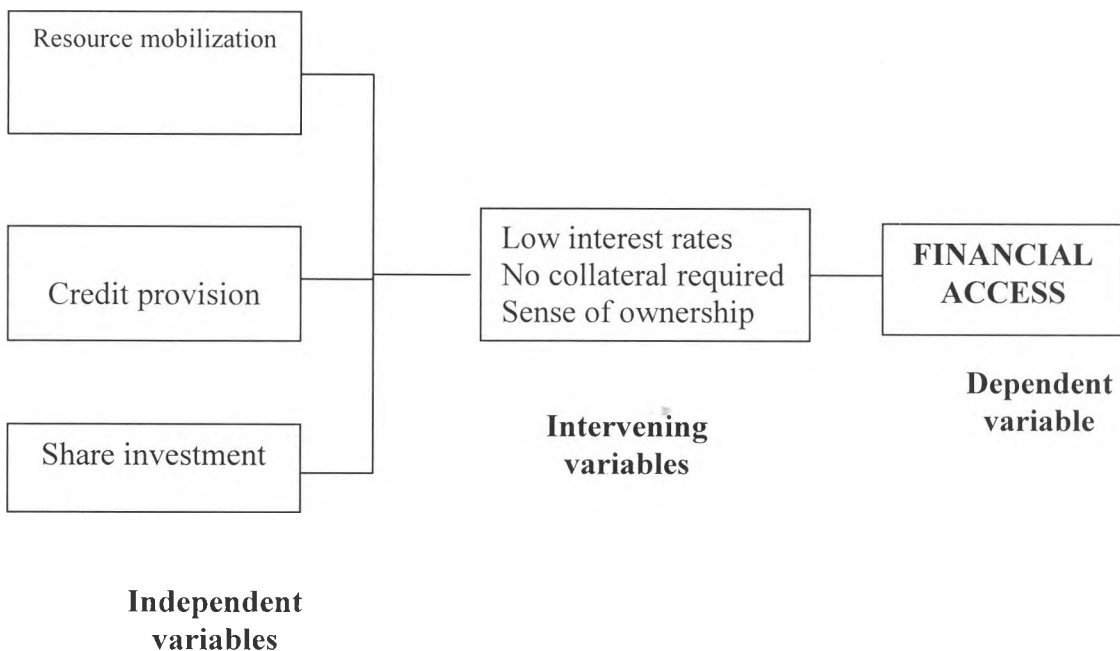 Resource mobilization
Credit provision
Share investment
Independent
variables
Low interest rates
No collateral required
Sense of ownership
Intervening
variables
FINANCIAL
ACCESS
Dependent
variable